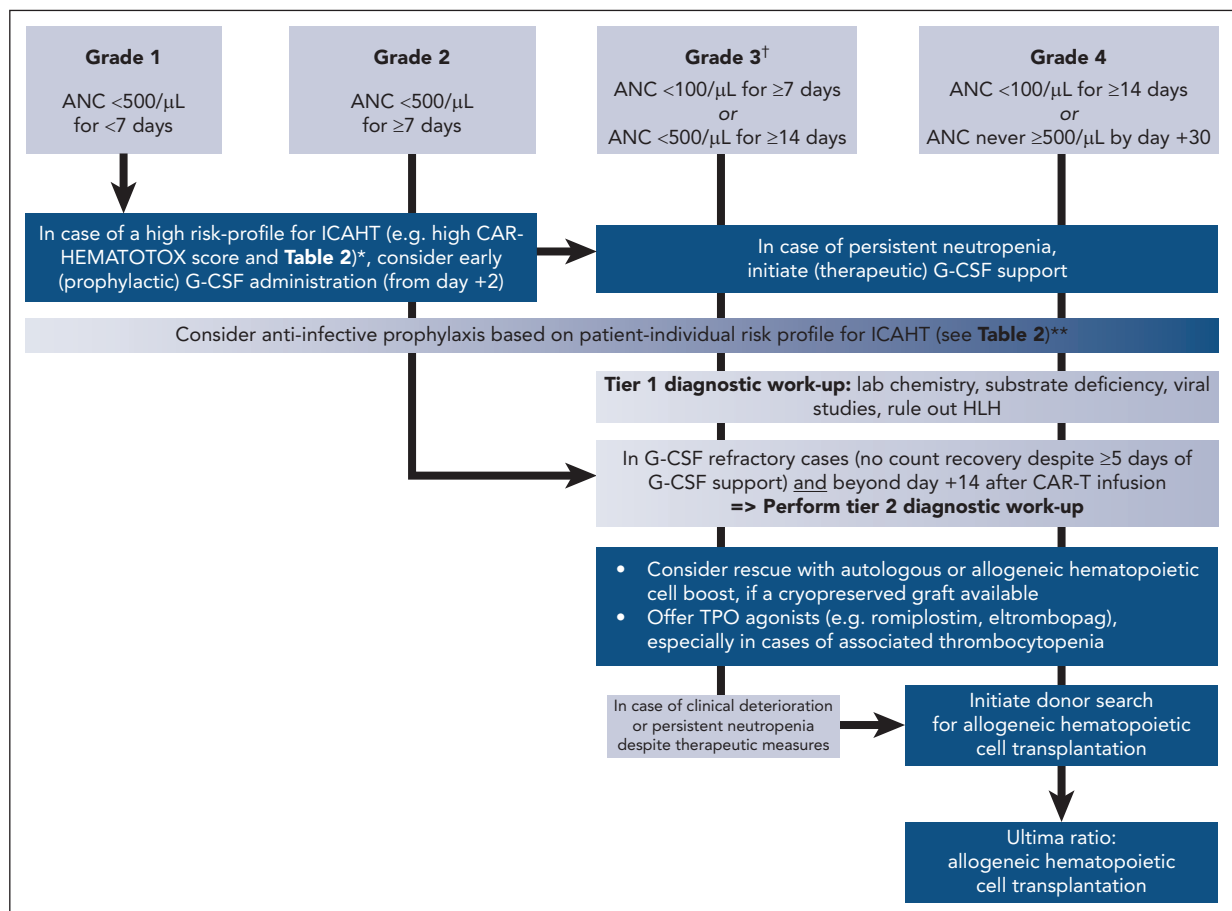 Grade 1
ANC <500/μL
for <7 days
Grade 2
ANC <500/μL
for ≥7 days
Grade 3†
ANC <100/μL for ≥7 days
or
ANC <500/μL for ≥14 days
Grade 4
ANC <100/μL for ≥14 days
or
ANC never ≥500/μL by day +30
In case of a high risk-profile for ICAHT (e.g. high CAR-
HEMATOTOX score and Table 2)*, consider early
(prophylactic) G-CSF administration (from day +2)
In case of persistent neutropenia,
initiate (therapeutic) G-CSF support
Consider anti-infective prophylaxis based on patient-individual risk profile for ICAHT (see Table 2)**
Tier 1 diagnostic work-up: lab chemistry, substrate deficiency, viral
studies, rule out HLH
In G-CSF refractory cases (no count recovery despite ≥5 days of
G-CSF support) and beyond day +14 after CAR-T infusion
=> Perform tier 2 diagnostic work-up
• Consider rescue with autologous or allogeneic hematopoietic
cell boost, if a cryopreserved graft available
• Offer TPO agonists (e.g. romiplostim, eltrombopag),
especially in cases of associated thrombocytopenia
In case of clinical deterioration
or persistent neutropenia
despite therapeutic measures
Initiate donor search
for allogeneic hematopoietic
cell transplantation
Ultima ratio:
allogeneic hematopoietic
cell transplantation